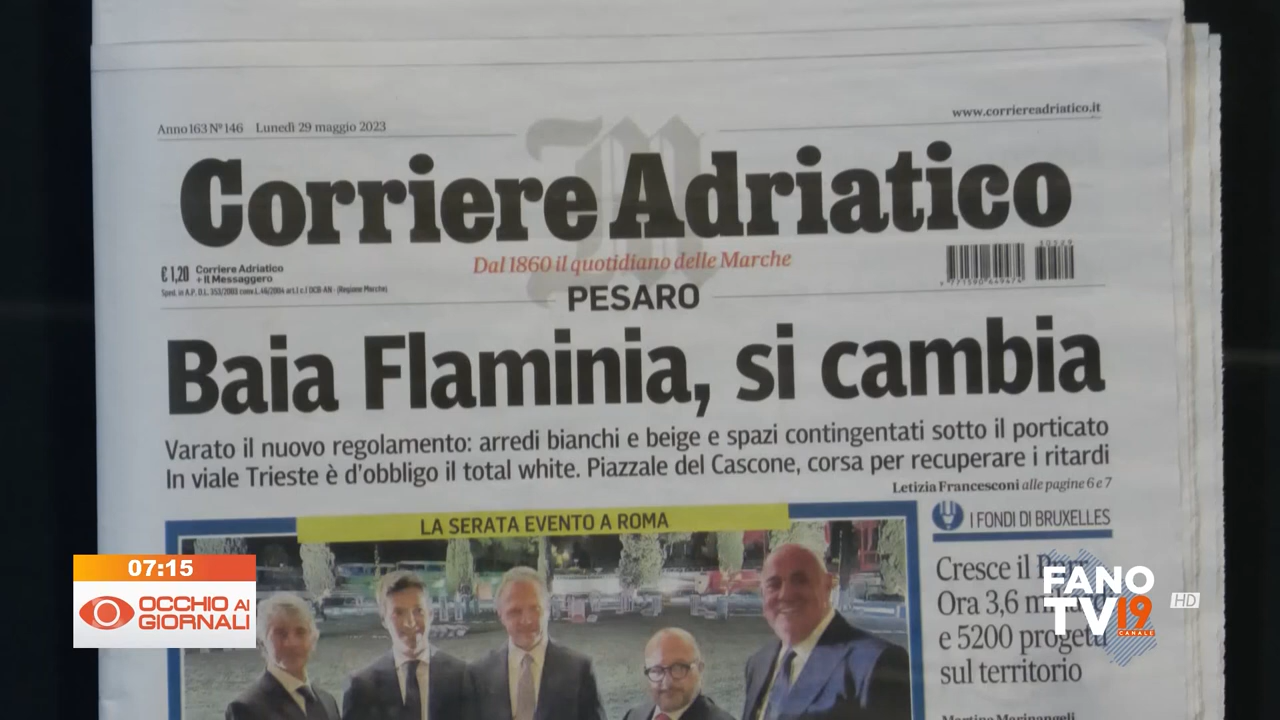 www.corriereadriatico.it
Anno 163 N° 146 Lunedì 29 maggio 2023
Corriere Adriatico
Dal 1860 il quotidiano delle Marche
€ 1,20 Corriere Adriatico
+ Il Messaggero
PESARO
Baia Flaminia, si cambia
Varato il nuovo regolamento: arredi bianchi e beige e spazi contingentati sotto il porticato
In viale Trieste è d'obbligo il total white. Piazzale del Cascone, corsa per recuperare i ritardi
Letizia Francesconi alle pagine 6 e 7
LA SERATA EVENTO A ROMA
I FONDI DI BRUXELLES
Cresce il
Ora 3,6
e 5200 progetti
sul territorio
07:15
OCCHIO AI
GIORNALI
FANO
TV19
CANALE
HD